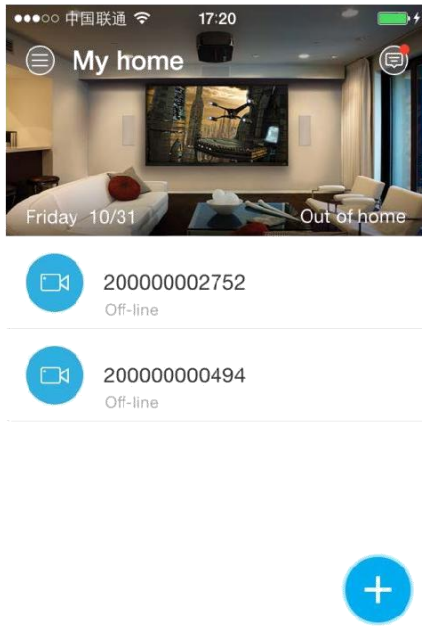 中国联通 17:20
My home
Friday 10/31 Out of home
200000002752
Off-line
200000000494
Off-line